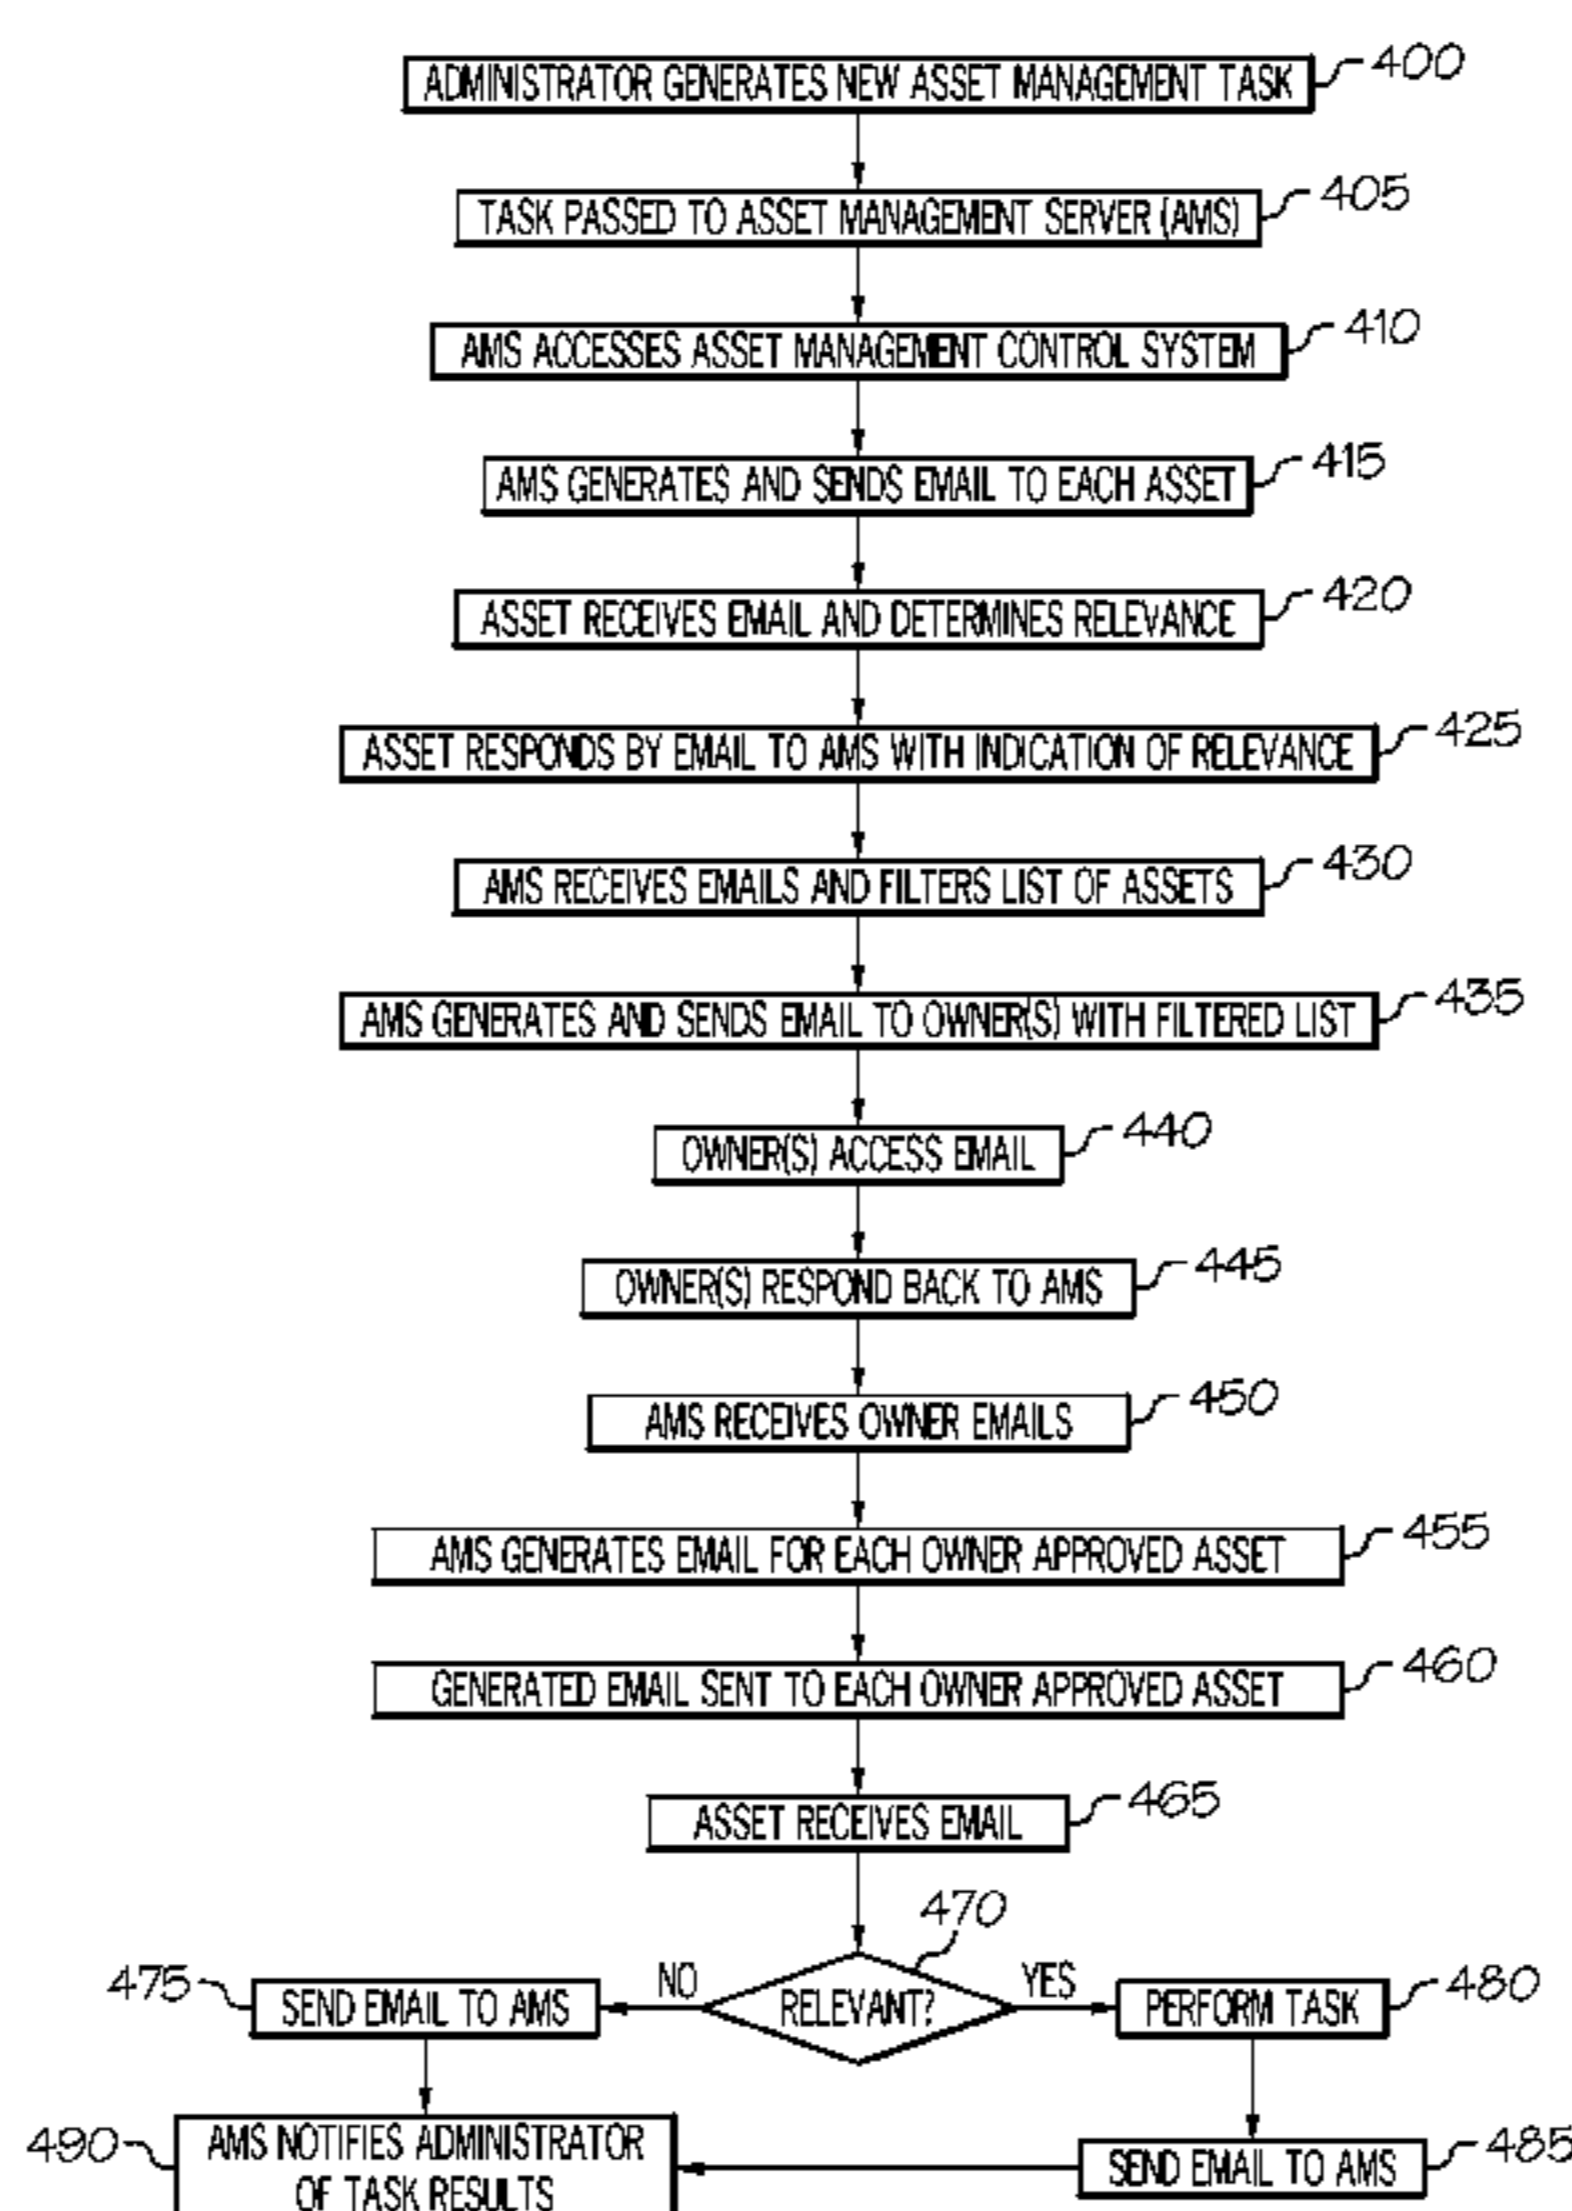 ADMINISTRATOR GENERATES NEW ASSET MANAGEMENT TASK
400
TASK PASSED TO ASSET MANAGEMENT SERVER (AMS)
405
AMS ACCESSES ASSET MANAGEMENT CONTROL SYSTEM
410
AMS GENERATES AND SENDS EMAIL TO EACH ASSET
415
ASSET RECEIVES EMAIL AND DETERMINES RELEVANCE
420
ASSET RESPONDS BY EMAIL TO AMS WITH INDICATION OF RELEVANCE
425
AMS RECEIVES EMAILS AND FILTERS LIST OF ASSETS
430
AMS GENERATES AND SENDS EMAIL TO OWNER(S) WITH FILTERED LIST
435
OWNER(S) ACCESS EMAIL
440
OWNER(S) RESPOND BACK TO AMS
445
AMS RECEIVES OWNER EMAILS
450
AMS GENERATES EMAIL FOR EACH OWNER APPROVED ASSET
455
GENERATED EMAIL SENT TO EACH OWNER APPROVED ASSET
460
ASSET RECEIVES EMAIL
465
470
475
SEND EMAIL TO AMS
NO
RELEVANT?
YES
PERFORM TASK
480
490
AMS NOTIFIES ADMINISTRATOR
OF TASK RESULTS
SEND EMAIL TO AMS
485